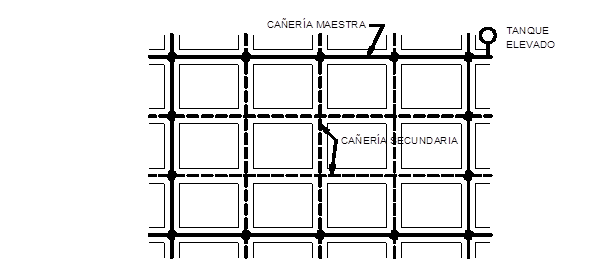 CAÑERÍA MAESTRA
TANQUE
ELEVADO
CAÑERÍA SECUNDARIA